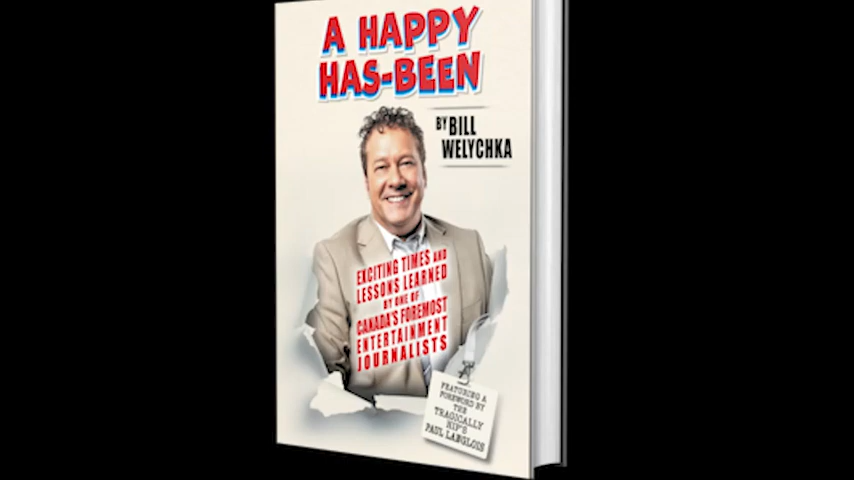 A HAPPY
HAS-BEEN
BY BILL
WELYCHKA
EXCITING TIMES AND
LESSONS LEARNED
BY ONE OF
CANADA'S FOREMOST
ENTERTAINMENT
JOURNALISTS
FEATURING A
FOREWORD BY
THE
TRAGICALLY
HIP'S
PAUL LANGLOIS